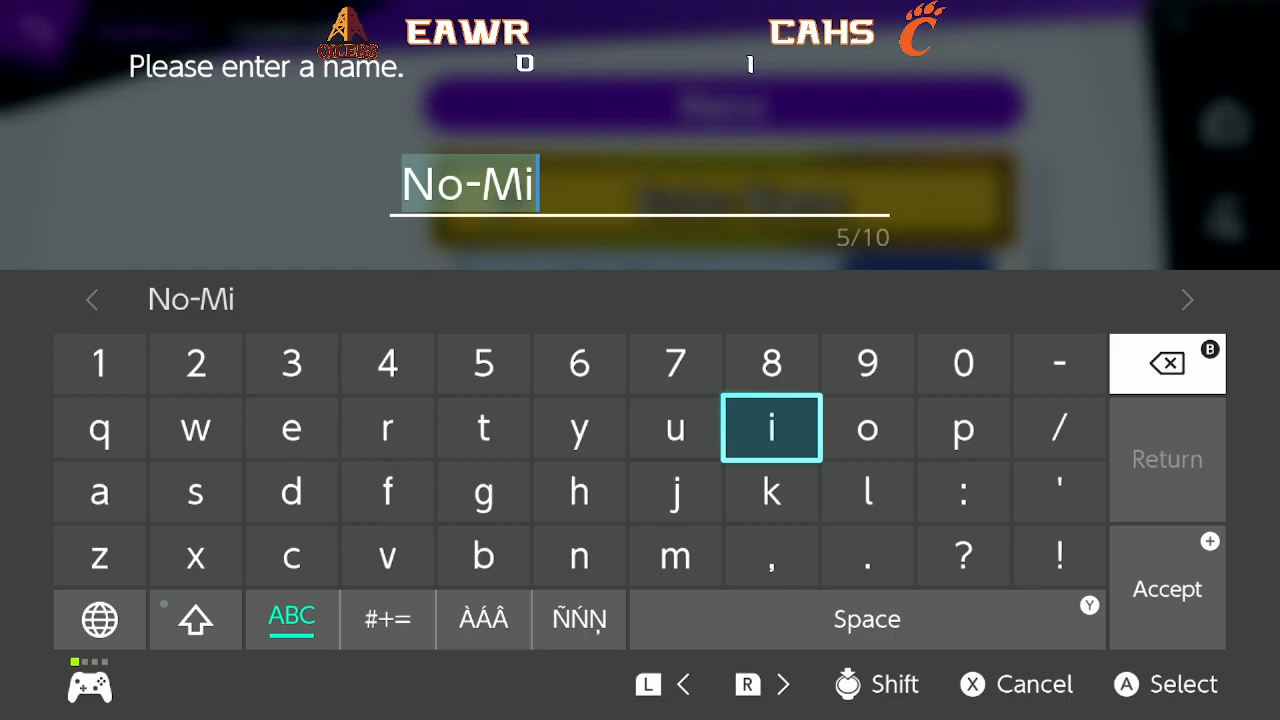 EAWR
CAHS
OILERS
C
0
1
Please enter a name.
No-Mi
5/10
No-Mi
1 2 3 4 5 6 7 8 9 0 -
B
q w e r t y u i o p /
Return
a s d f g h j k l : '
z x c v b n m , . ? !
+
Accept
ABC #+= ÀÁÂ ÑŃŅ Space Y
L < R > Shift X Cancel A Select